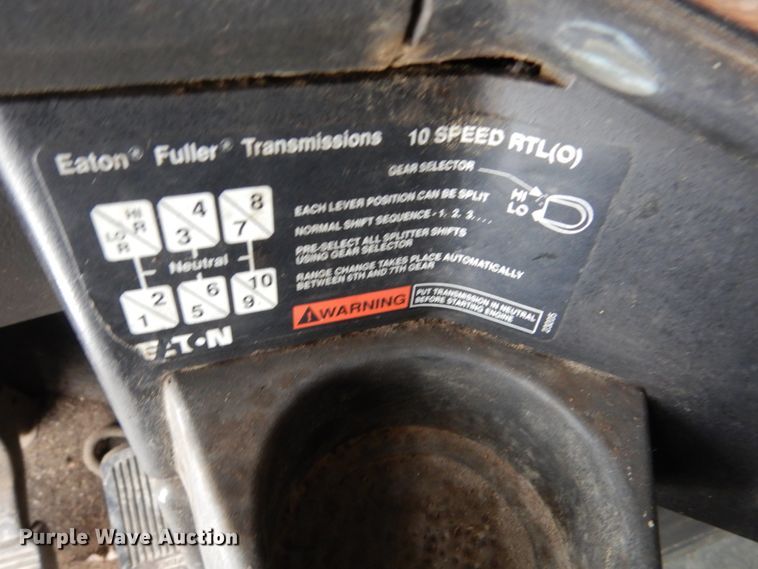 Eaton® Fuller® Transmissions 10 SPEED RTL(O)
GEAR SELECTOR
HI
LO
HI
R
LO
R
4
3
8
7
Neutral
2
1
6
5
10
9
EACH LEVER POSITION CAN BE SPLIT
NORMAL SHIFT SEQUENCE - 1, 2, 3, . . .
PRE-SELECT ALL SPLITTER SHIFTS
USING GEAR SELECTOR
RANGE CHANGE TAKES PLACE AUTOMATICALLY
BETWEEN 6TH AND 7TH GEAR
WARNING
PUT TRANSMISSION IN NEUTRAL
BEFORE STARTING ENGINE
EATON
Purple Wave Auction